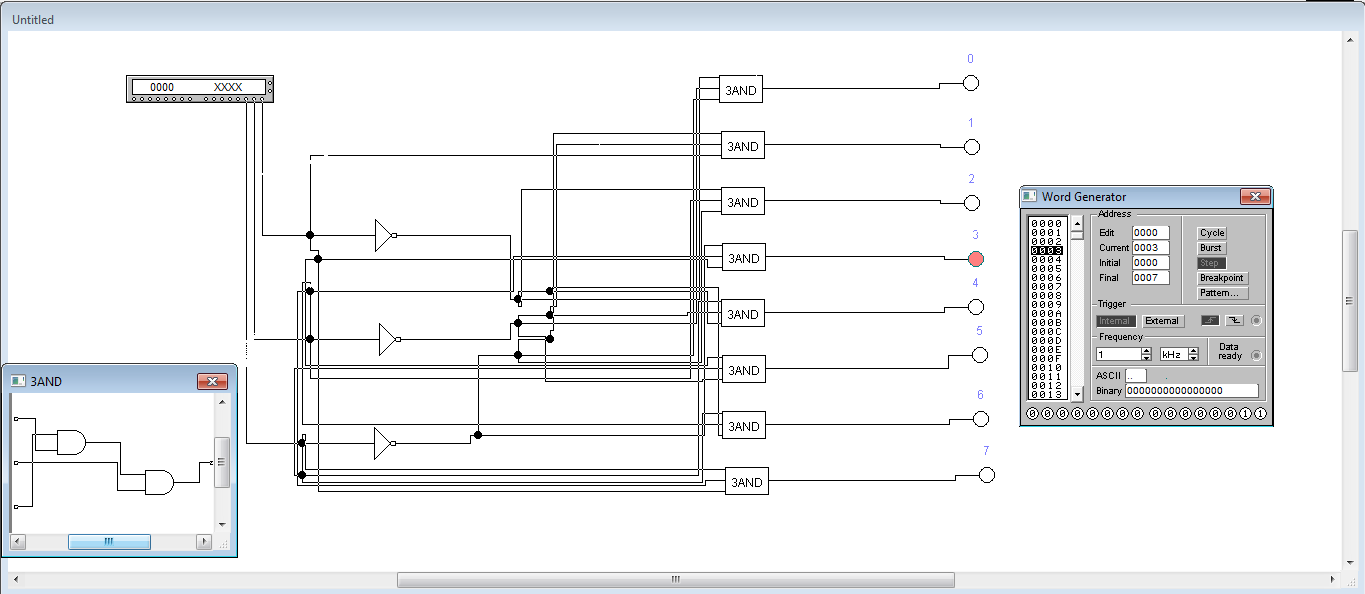 Untitled
0000 XXXX
0
3AND
1
3AND
2
3AND
3
3AND
4
3AND
5
3AND
6
3AND
7
3AND
3AND
Word Generator
0000
0001
0002
0003
0004
0005
0006
0007
0008
0009
000A
000B
000C
000D
000E
000F
0010
0011
0012
0013
Address
Edit 0000
Current 0003
Initial 0000
Final 0007
Cycle
Burst
Step
Breakpoint
Pattern...
Trigger
Internal External
Frequency
1 kHz
Data
ready
ASCII ..
Binary 0000000000000000
0 0 0 0 0 0 0 0 0 0 0 0 0 0 1 1